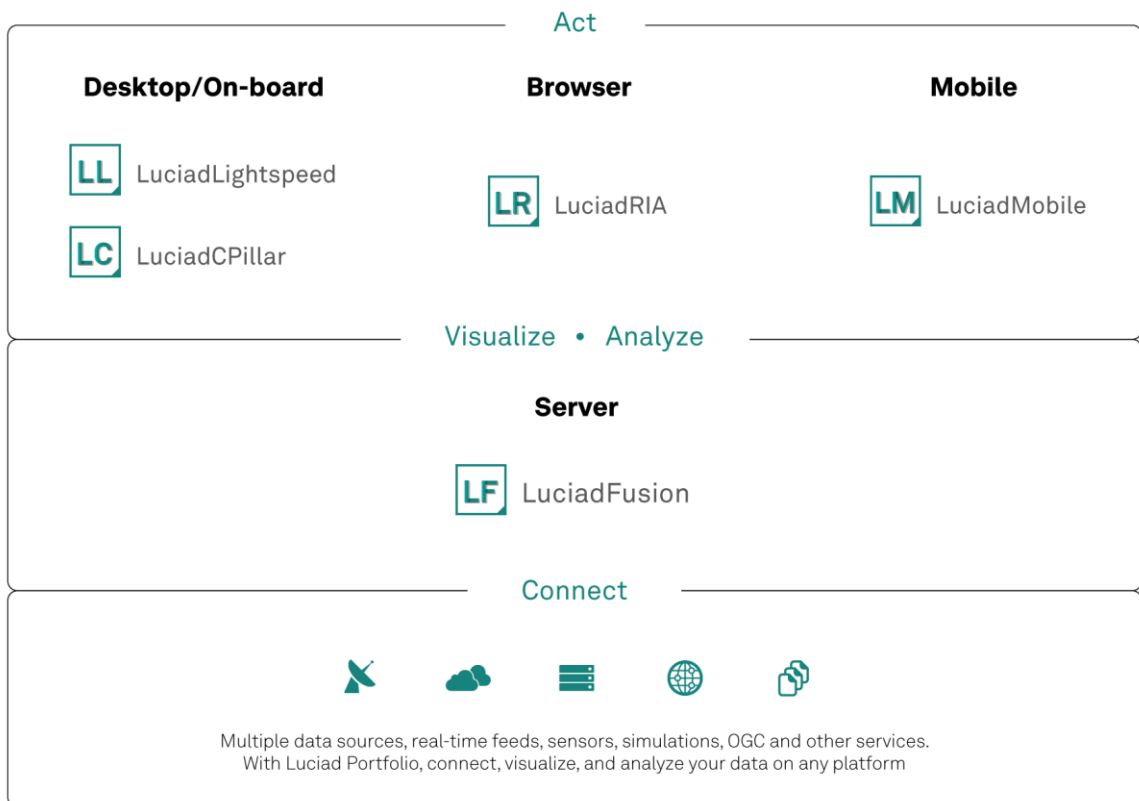 Act
Desktop/On-board
Browser
Mobile
LL LuciadLightspeed
LR LuciadRIA
LM LuciadMobile
LC LuciadCPillar
Visualize • Analyze
Server
LF LuciadFusion
Connect
Multiple data sources, real-time feeds, sensors, simulations, OGC and other services.
With Luciad Portfolio, connect, visualize, and analyze your data on any platform